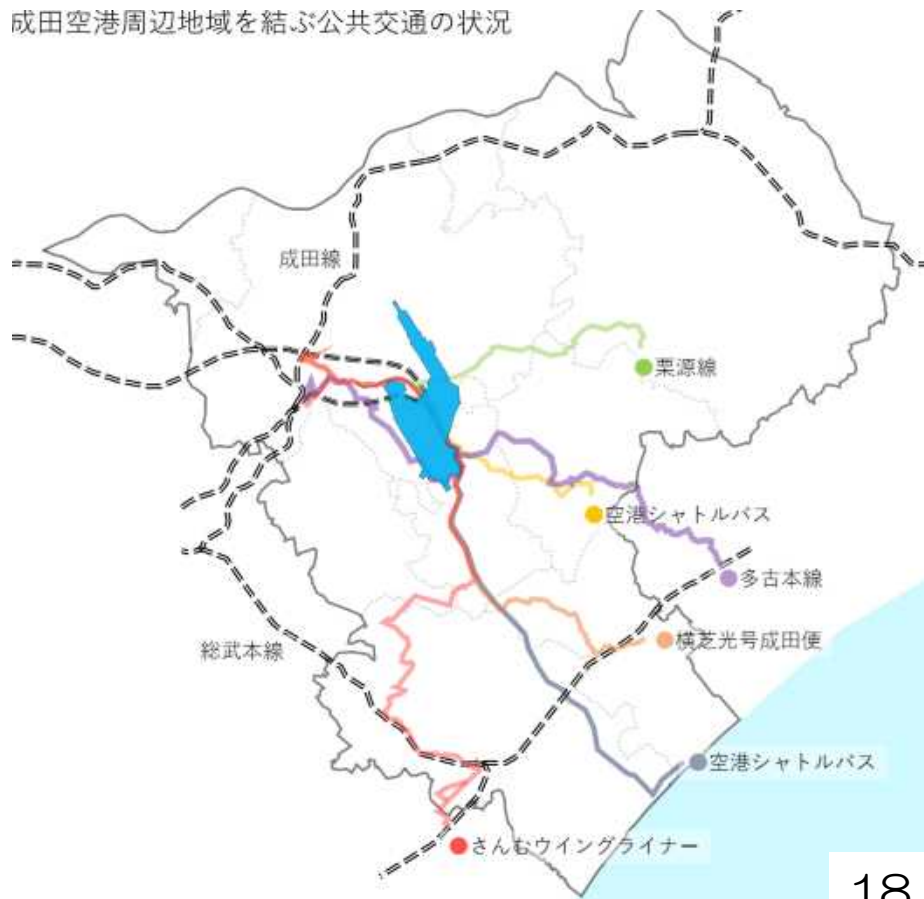 成田空港周辺地域を結ぶ公共交通の状況
成田線
栗源線
空港シャトルバス
多古本線
横芝光号成田便
総武本線
空港シャトルバス
さんむウイングライナー
18